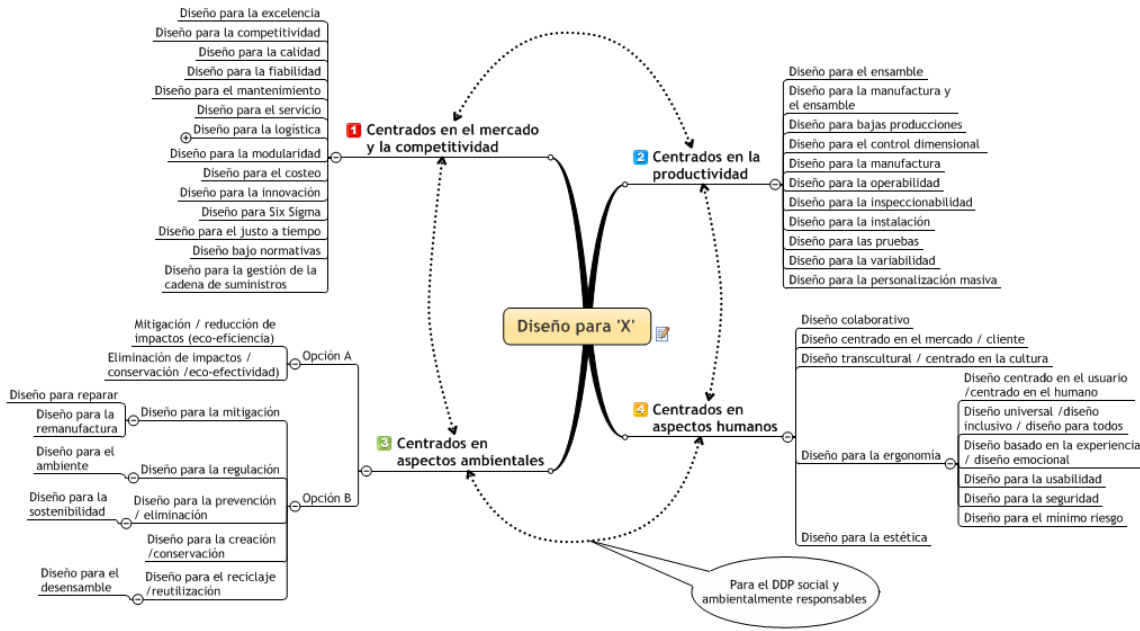 Diseño para 'X'
1 Centrados en el mercado
y la competitividad
Diseño para la excelencia
Diseño para la competitividad
Diseño para la calidad
Diseño para la fiabilidad
Diseño para el mantenimiento
Diseño para el servicio
Diseño para la logística
Diseño para la modularidad
Diseño para el costeo
Diseño para la innovación
Diseño para Six Sigma
Diseño para el justo a tiempo
Diseño bajo normativas
Diseño para la gestión de la
cadena de suministros
2 Centrados en la
productividad
Diseño para el ensamble
Diseño para la manufactura y
el ensamble
Diseño para bajas producciones
Diseño para el control dimensional
Diseño para la manufactura
Diseño para la operabilidad
Diseño para la inspeccionabilidad
Diseño para la instalación
Diseño para las pruebas
Diseño para la variabilidad
Diseño para la personalización masiva
3 Centrados en
aspectos ambientales
Opción A
Mitigación / reducción de
impactos (eco-eficiencia)
Eliminación de impactos /
conservación /eco-efectividad)
Opción B
Diseño para la mitigación
Diseño para reparar
Diseño para la
remanufactura
Diseño para la regulación
Diseño para el
ambiente
Diseño para la prevención
/ eliminación
Diseño para la
sostenibilidad
Diseño para la creación
/conservación
Diseño para el reciclaje
/reutilización
Diseño para el
desensamble
4 Centrados en
aspectos humanos
Diseño colaborativo
Diseño centrado en el mercado / cliente
Diseño transcultural / centrado en la cultura
Diseño para la ergonomía
Diseño centrado en el usuario
/centrado en el humano
Diseño universal /diseño
inclusivo / diseño para todos
Diseño basado en la experiencia
/ diseño emocional
Diseño para la usabilidad
Diseño para la seguridad
Diseño para el mínimo riesgo
Diseño para la estética
Para el DDP social y
ambientalmente responsables